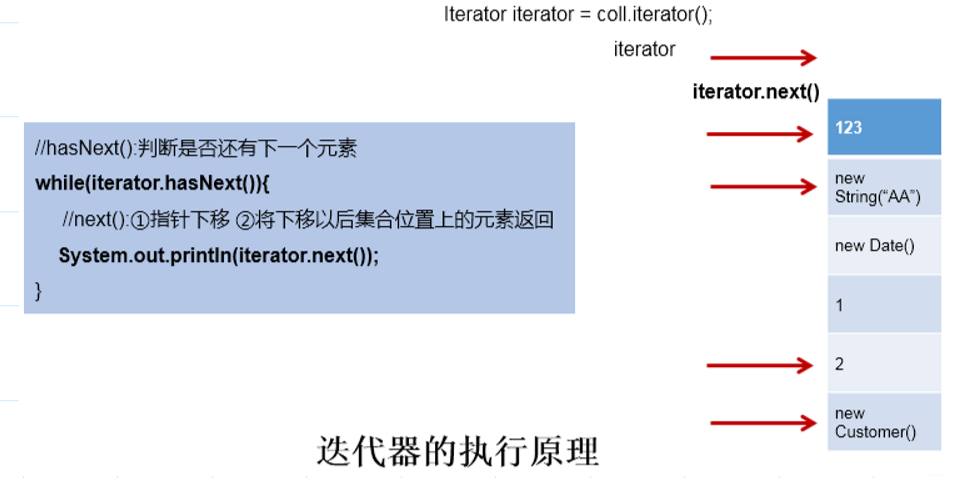 Iterator iterator = coll.iterator();
iterator
iterator.next()
//hasNext():判断是否还有下一个元素
while(iterator.hasNext()){
//next():①指针下移 ②将下移以后集合位置上的元素返回
System.out.println(iterator.next());
}
123
new
String(“AA”)
new Date()
1
2
new
Customer()
迭代器的执行原理